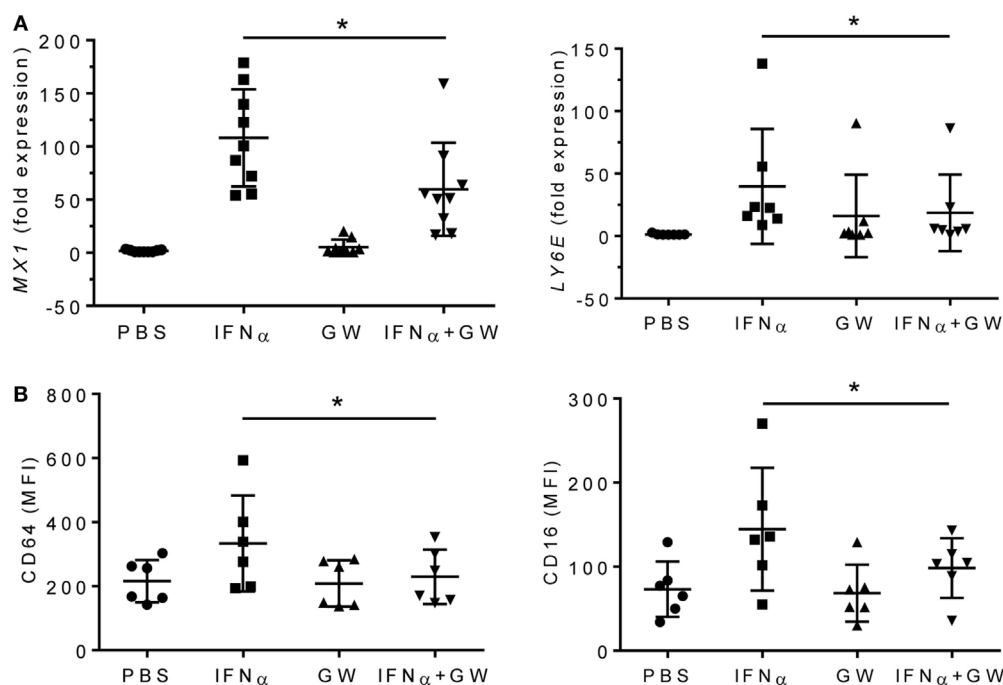 A
MX1 (fold expression)
200
150
100
50
0
-50
*
PBS IFNα GW IFNα+GW
LY6E (fold expression)
150
100
50
0
-50
*
PBS IFNα GW IFNα+GW
B
CD64 (MFI)
800
600
400
200
0
*
PBS IFNα GW IFNα+GW
CD16 (MFI)
300
200
100
0
*
PBS IFNα GW IFNα+GW